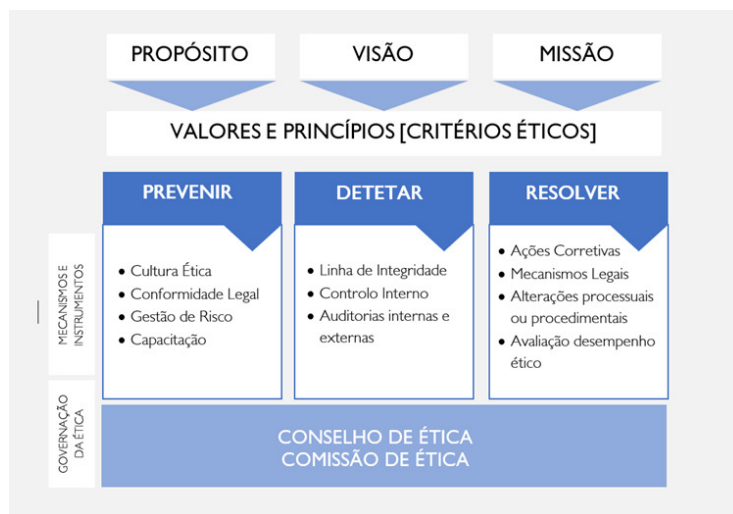 PROPÓSITO
VISÃO
MISSÃO
VALORES E PRINCÍPIOS [CRITÉRIOS ÉTICOS]
MECANISMOS E
INSTRUMENTOS
PREVENIR
• Cultura Ética
• Conformidade Legal
• Gestão de Risco
• Capacitação
DETETAR
• Linha de Integridade
• Controlo Interno
• Auditorias internas e
externas
RESOLVER
• Ações Corretivas
• Mecanismos Legais
• Alterações processuais
ou procedimentais
• Avaliação desempenho
ético
GOVERNAÇÃO
DA ÉTICA
CONSELHO DE ÉTICA
COMISSÃO DE ÉTICA